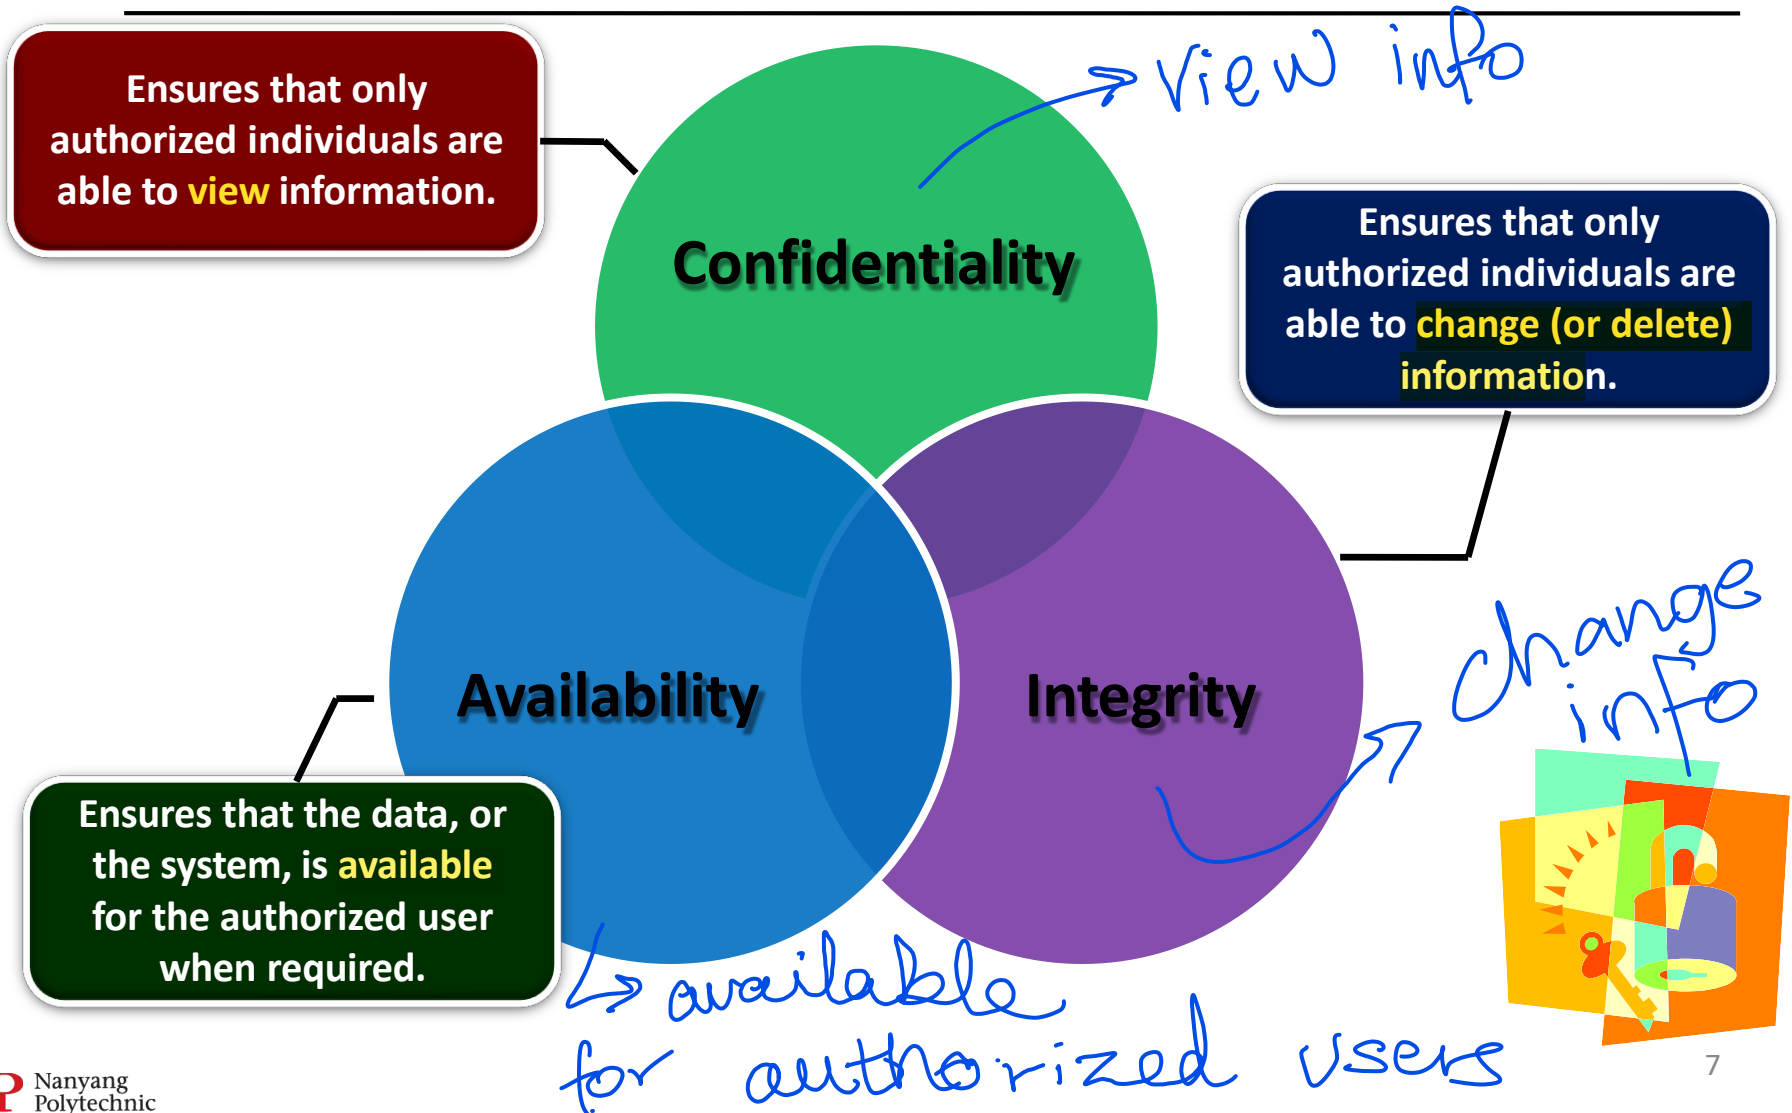 view info
Ensures that only
authorized individuals are
able to view information.
Confidentiality
Ensures that only
authorized individuals are
able to change (or delete)
information.
Availability
Integrity
change
info
Ensures that the data, or
the system, is available
for the authorized user
when required.
available
for authorized users
Nanyang
Polytechnic
7